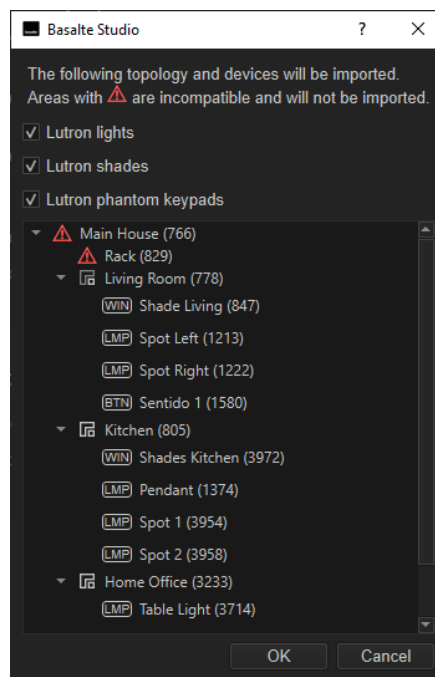 Basalte Studio ? ×
The following topology and devices will be imported.
Areas with are incompatible and will not be imported.
Lutron lights
Lutron shades
Lutron phantom keypads
Main House (766)
Rack (829)
Living Room (778)
WIN Shade Living (847)
LMP Spot Left (1213)
LMP Spot Right (1222)
BTN Sentido 1 (1580)
Kitchen (805)
WIN Shades Kitchen (3972)
LMP Pendant (1374)
LMP Spot 1 (3954)
LMP Spot 2 (3958)
Home Office (3233)
LMP Table Light (3714)
OK Cancel